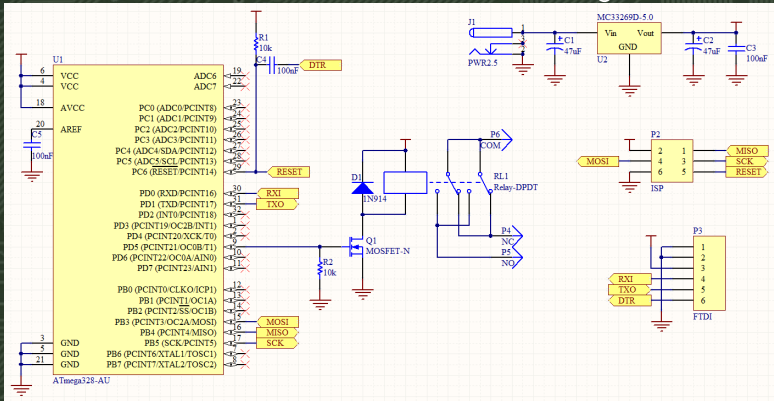 U1
6 VCC
4 VCC
18 AVCC
20 AREF
3 GND
5 GND
21 GND
ADC6 19
ADC7 22
PC0 (ADC0/PCINT8) 23
PC1 (ADC1/PCINT9) 24
PC2 (ADC2/PCINT10) 25
PC3 (ADC3/PCINT11) 26
PC4 (ADC4/SDA/PCINT12) 27
PC5 (ADC5/SCL/PCINT13) 28
PC6 (RESET/PCINT14) 29
PD0 (RXD/PCINT16) 30
PD1 (TXD/PCINT17) 31
PD2 (INT0/PCINT18) 32
PD3 (PCINT19/OC2B/INT1)
PD4 (PCINT20/XCK/T0)
PD5 (PCINT21/OC0B/T1) 9
PD6 (PCINT22/OC0A/AIN0) 10
PD7 (PCINT23/AIN1) 11
PB0 (PCINT0/CLKO/ICP1) 12
PB1 (PCINT1/OC1A) 13
PB2 (PCINT2/SS/OC1B) 14
PB3 (PCINT3/OC2A/MOSI) 15
PB4 (PCINT4/MISO) 16
PB5 (SCK/PCINT5) 17
PB6 (PCINT6/XTAL1/TOSC1) 7
PB7 (PCINT7/XTAL2/TOSC2) 8
ATmega328-AU
C5
100nF
R1
10k
C4
100nF
DTR
RESET
RXI
TXO
MOSI
MISO
SCK
R2
10k
D1
1N914
Q1
MOSFET-N
RL1
Relay-DPDT
P6
COM
P4
NC
P5
NO
J1
PWR2.5
1
C1
47uF
MC33269D-5.0
Vin Vout
GND
U2
C2
47uF
C3
100nF
P2
2 1
4 3
6 5
ISP
MOSI
MISO
SCK
RESET
P3
1
2
3
4
5
6
FTDI
RXI
TXO
DTR